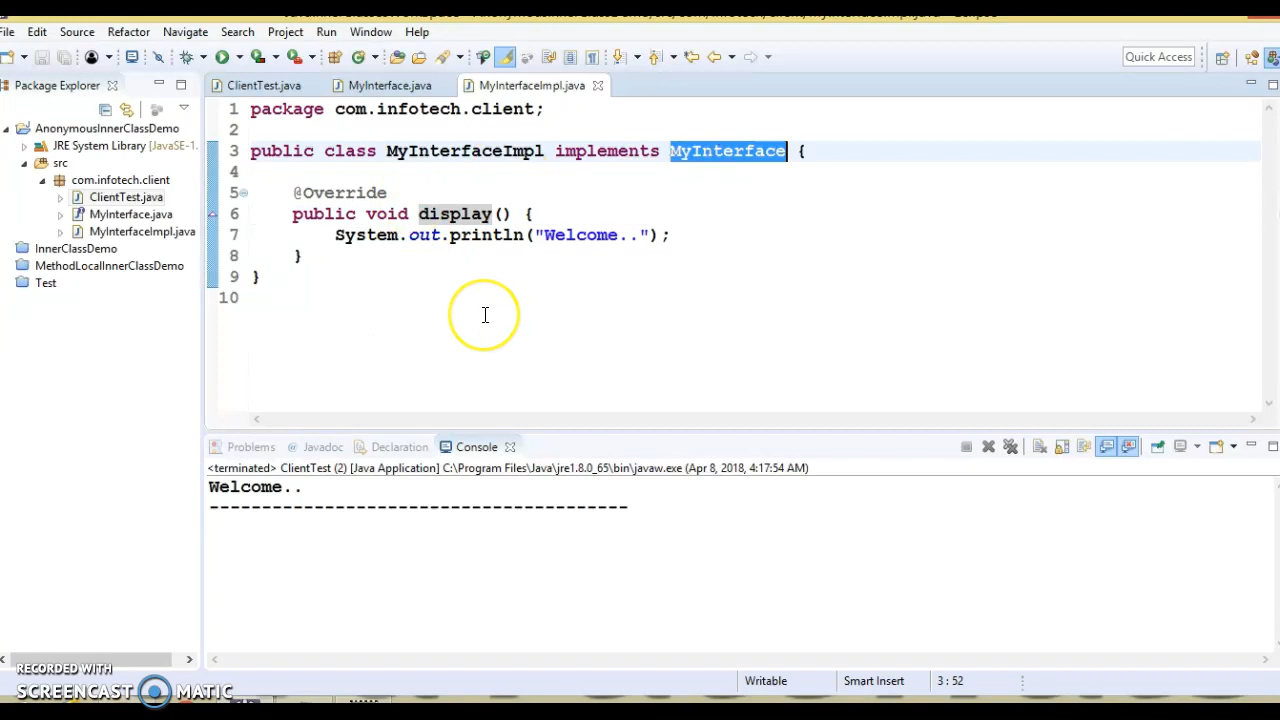 File Edit Source Refactor Navigate Search Project Run Window Help
Quick Access
Package Explorer
ClientTest.java MyInterface.java MyInterfaceImpl.java
AnonymousInnerClassDemo
JRE System Library [JavaSE-1.
src
com.infotech.client
ClientTest.java
MyInterface.java
MyInterfaceImpl.java
InnerClassDemo
MethodLocalInnerClassDemo
Test
1 package com.infotech.client;
2
3 public class MyInterfaceImpl implements MyInterface {
4
5 @Override
6 public void display() {
7 System.out.println("Welcome..");
8 }
9 }
10
Problems @ Javadoc Declaration Console
<terminated> ClientTest (2) [Java Application] C:\Program Files\Java\jre1.8.0_65\bin\javaw.exe (Apr 8, 2018, 4:17:54 AM)
Welcome..
----------------------------------------
Writable Smart Insert 3 : 52
RECORDED WITH
SCREENCAST MATIC